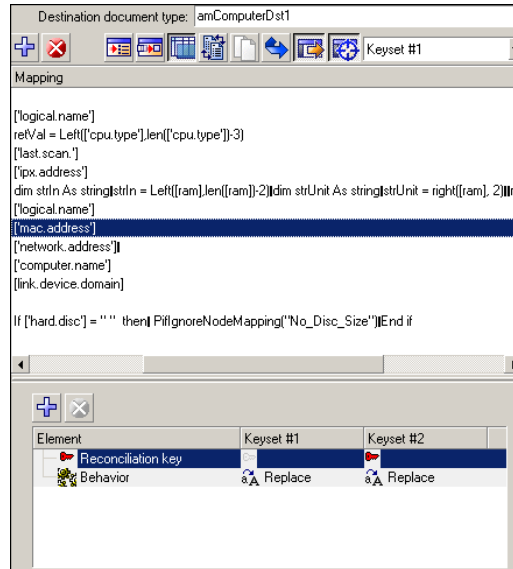 Destination document type: amComputerDst1
Keyset #1
Mapping
['logical.name']
retVal = Left(['cpu.type'],len(['cpu.type'])-3)
['last.scan.']
['ipx.address']
dim strIn As string|strIn = Left([ram],len([ram])-2)|dim strUnit As string|strUnit = right([ram], 2)||r
['logical.name']
['mac.address']
['network.address']|
['computer.name']
[link.device.domain]
If ['hard.disc'] = " " then| PifIgnoreNodeMapping("No_Disc_Size")|End if
Element Keyset #1 Keyset #2
Reconciliation key
Behavior Replace Replace